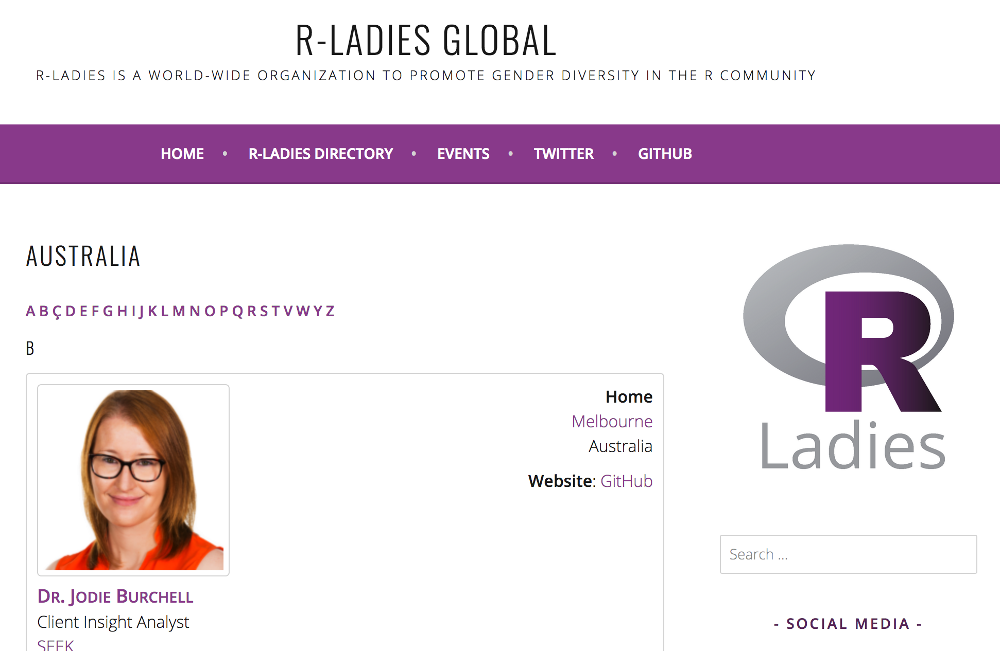 R-LADIES GLOBAL
R-LADIES IS A WORLD-WIDE ORGANIZATION TO PROMOTE GENDER DIVERSITY IN THE R COMMUNITY
HOME • R-LADIES DIRECTORY • EVENTS • TWITTER • GITHUB
AUSTRALIA
A B Ç D E F G H I J K L M N O P Q R S T V W Y Z
B
Home
Melbourne
Australia
Website: GitHub
DR. JODIE BURCHELL
Client Insight Analyst
SEEK
R
Ladies
Search ...
- SOCIAL MEDIA -